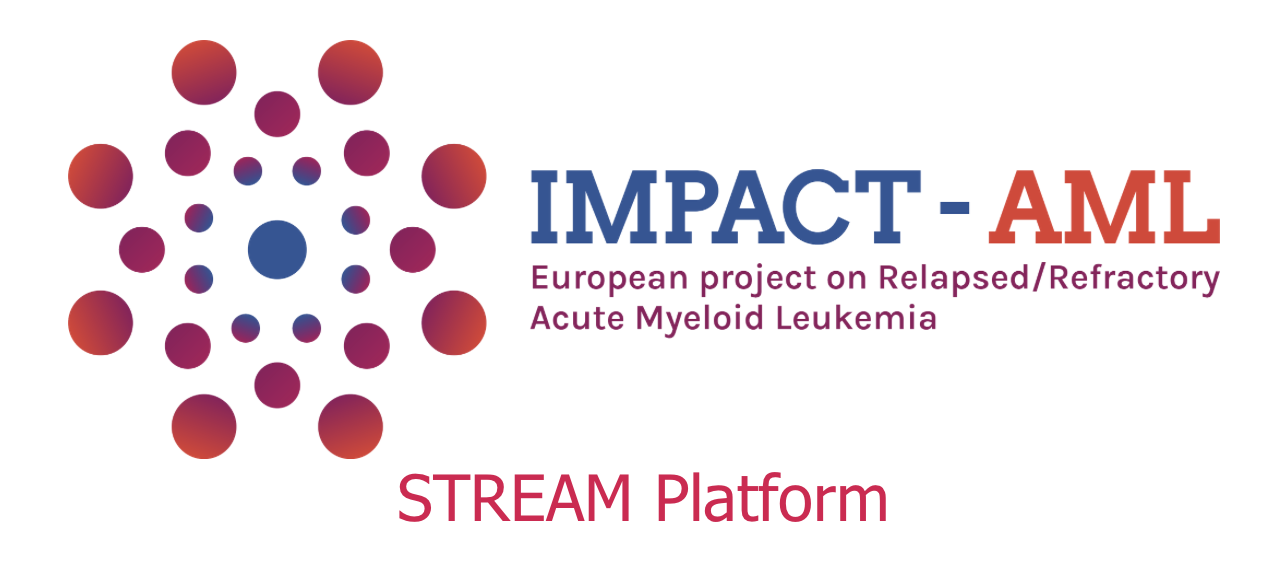 IMPACT - AML
European project on Relapsed/Refractory
Acute Myeloid Leukemia
STREAM Platform